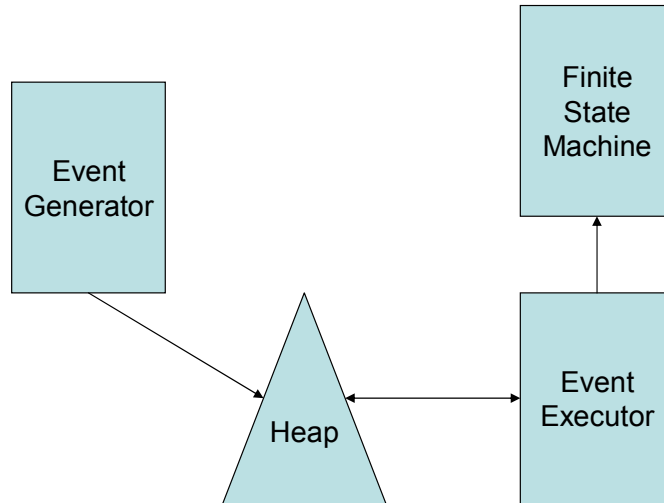 Event
Generator
Finite
State
Machine
Heap
Event
Executor